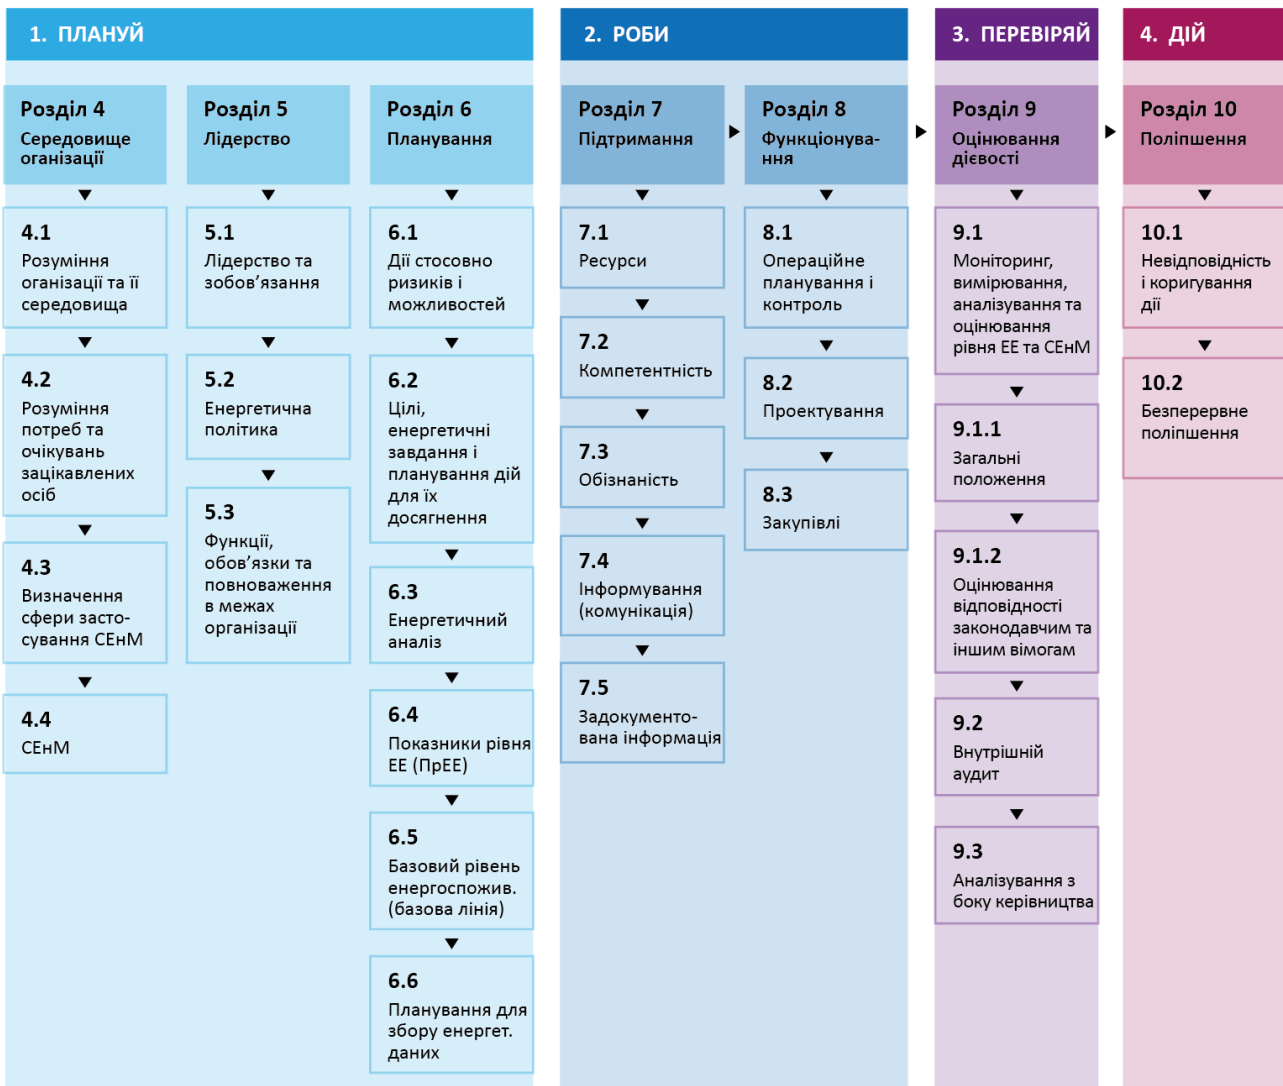 1. ПЛАНУЙ
Розділ 4
Середовище
оганізації
4.1
Розуміння
оганізації та її
середовища
4.2
Розуміння
потреб та
очікувань
зацікавлених
осіб
4.3
Визначення
сфери засто-
сування СЕнМ
4.4
СЕнМ
Розділ 5
Лідерство
5.1
Лідерство та
зобов’язання
5.2
Енергетична
політика
5.3
Функції,
обов’язки та
повноваження
в межах
організації
Розділ 6
Планування
6.1
Дії стосовно
ризиків і
можливостей
6.2
Цілі,
енергетичні
завдання і
планування дій
для їх
досягнення
6.3
Енергетичний
аналіз
6.4
Показники рівня
ЕЕ (ПрЕЕ)
6.5
Базовий рівень
енергоспожив.
(базова лінія)
6.6
Планування для
збору енергет.
даних
2. РОБИ
Розділ 7
Підтримання
7.1
Ресурси
7.2
Компетентність
7.3
Обізнаність
7.4
Інформування
(комунікація)
7.5
Задокументо-
вана інформація
Розділ 8
Функціонува-
ння
8.1
Операційне
планування і
контроль
8.2
Проектування
8.3
Закупівлі
3. ПЕРЕВІРЯЙ
Розділ 9
Оцінювання
дієвості
9.1
Моніторинг,
вимірювання,
аналізування та
оцінювання
рівня ЕЕ та СЕнМ
9.1.1
Загальні
положення
9.1.2
Оцінювання
відповідності
законодавчим та
іншим вимогам
9.2
Внутрішній
аудит
9.3
Аналізування з
боку керівництва
4. ДІЙ
Розділ 10
Поліпшення
10.1
Невідповідність
і коригування
дії
10.2
Безперервне
поліпшення